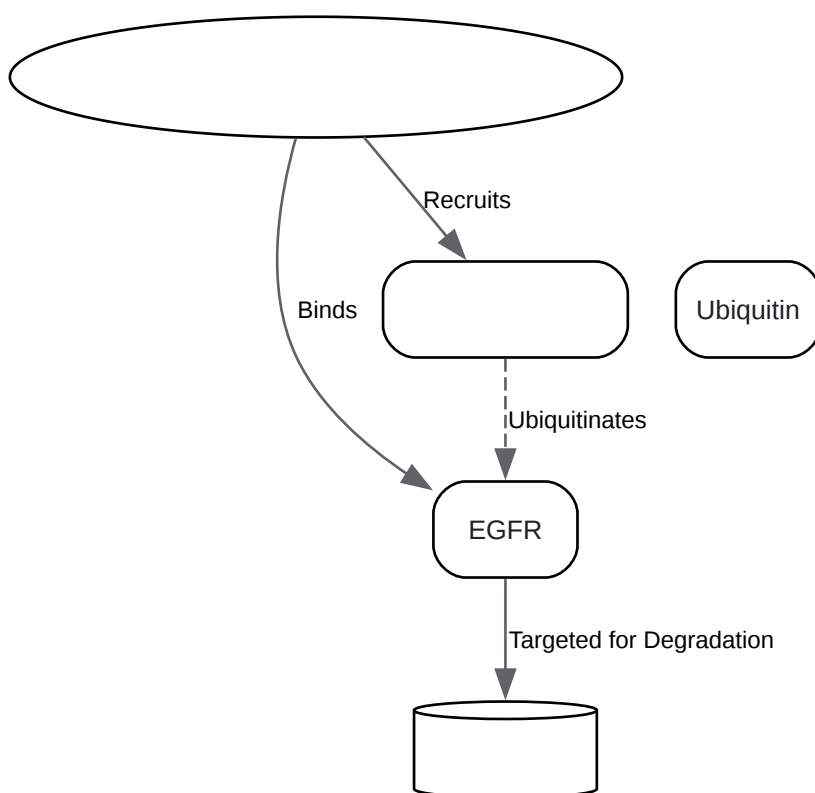 Recruits
Binds
Ubiquitin
Ubiquitinates
EGFR
Targeted for Degradation